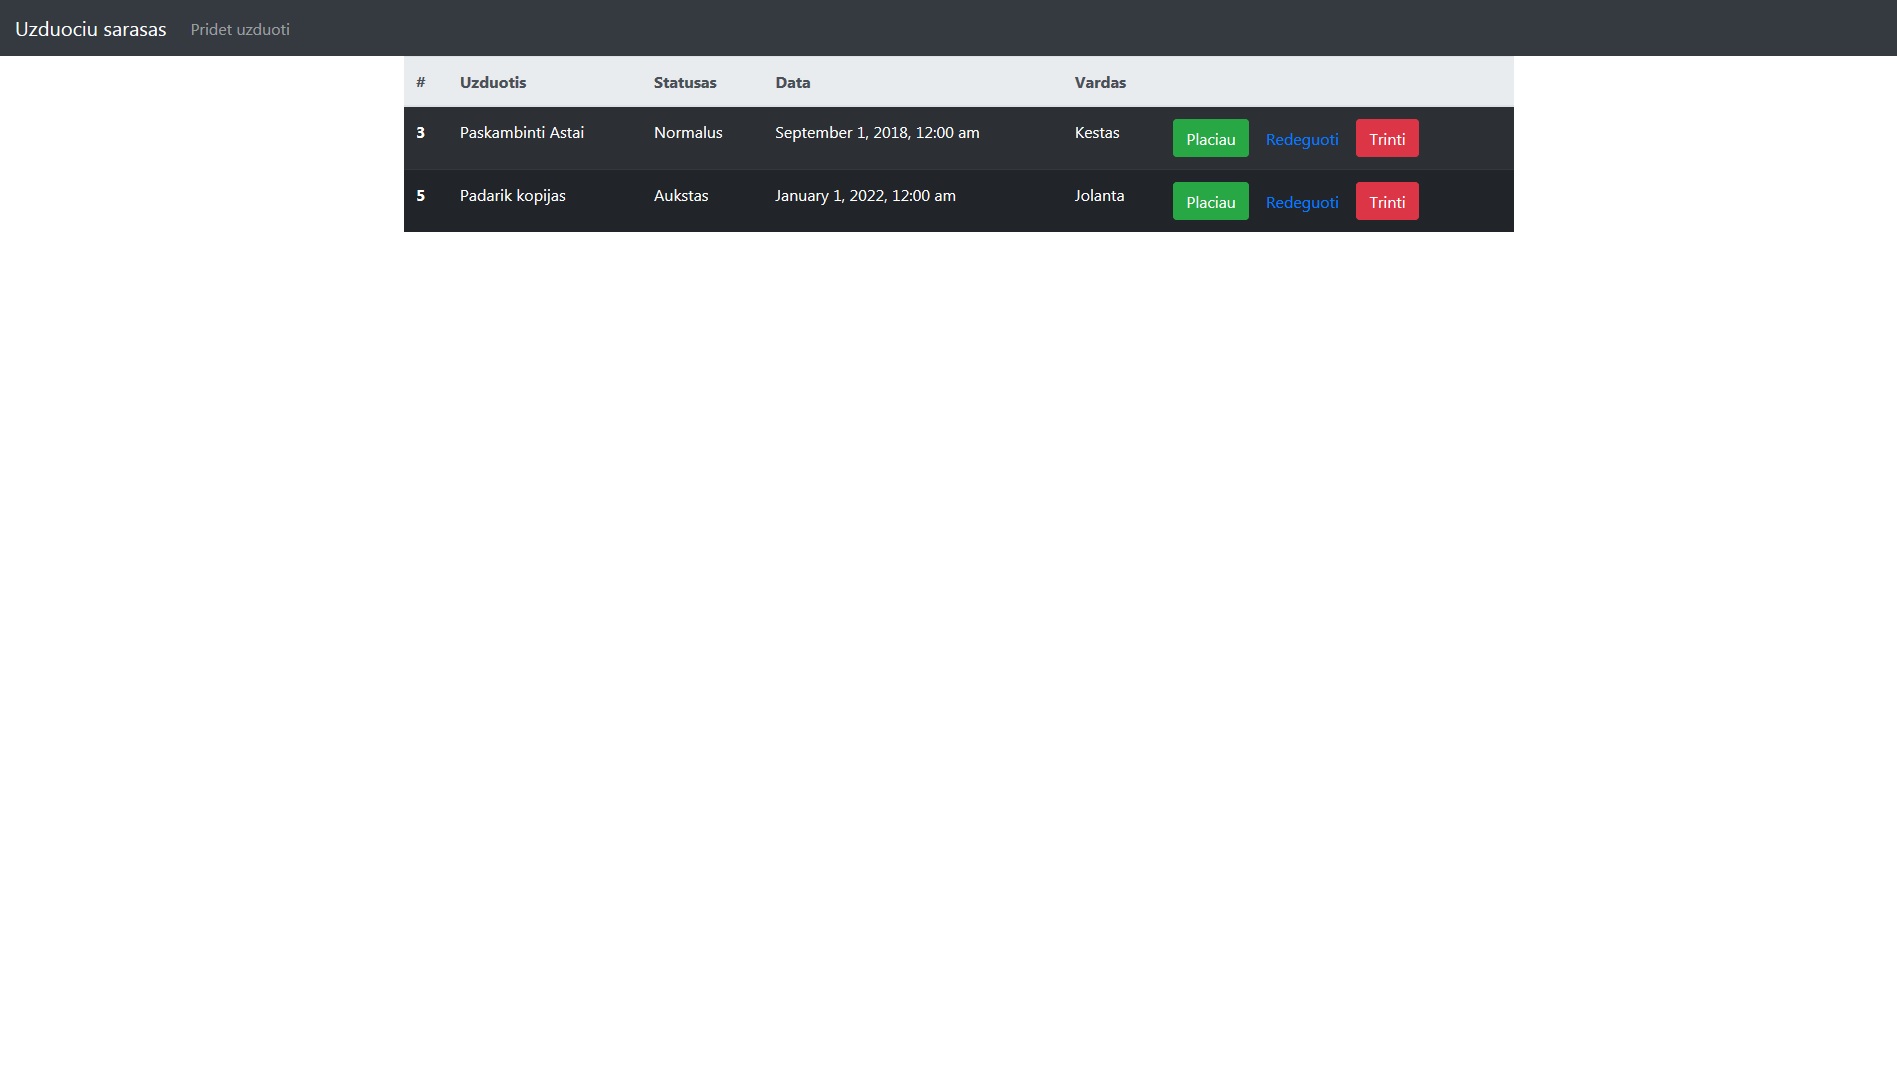 Uzduociu sarasas Pridet uzduoti
# Uzduotis Statusas Data Vardas
3 Paskambinti Astai Normalus September 1, 2018, 12:00 am Kestas Placiau Redeguoti Trinti
5 Padarik kopijas Aukstas January 1, 2022, 12:00 am Jolanta Placiau Redeguoti Trinti